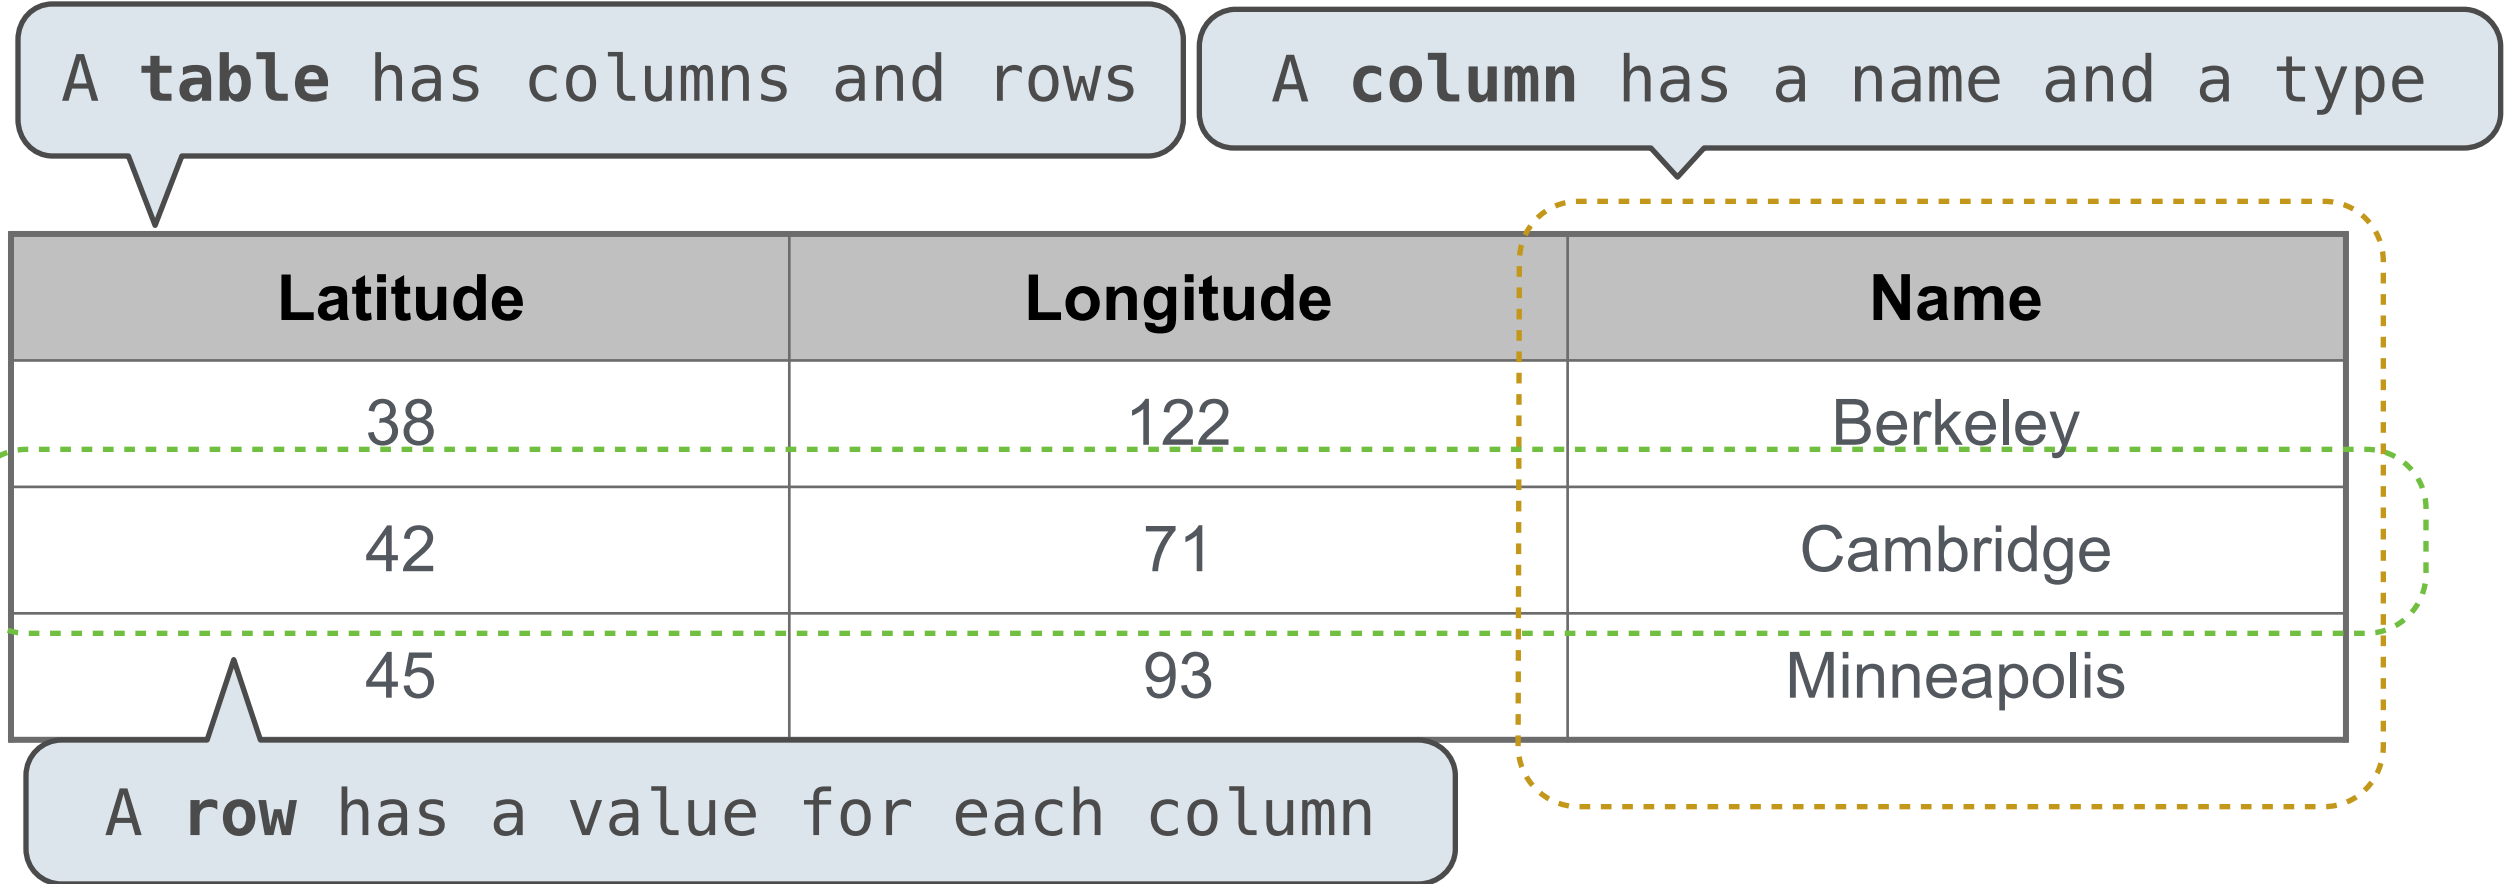 A table has columns and rows
A column has a name and a type
Latitude Longitude Name
38 122 Berkeley
42 71 Cambridge
45 93 Minneapolis
A row has a value for each column